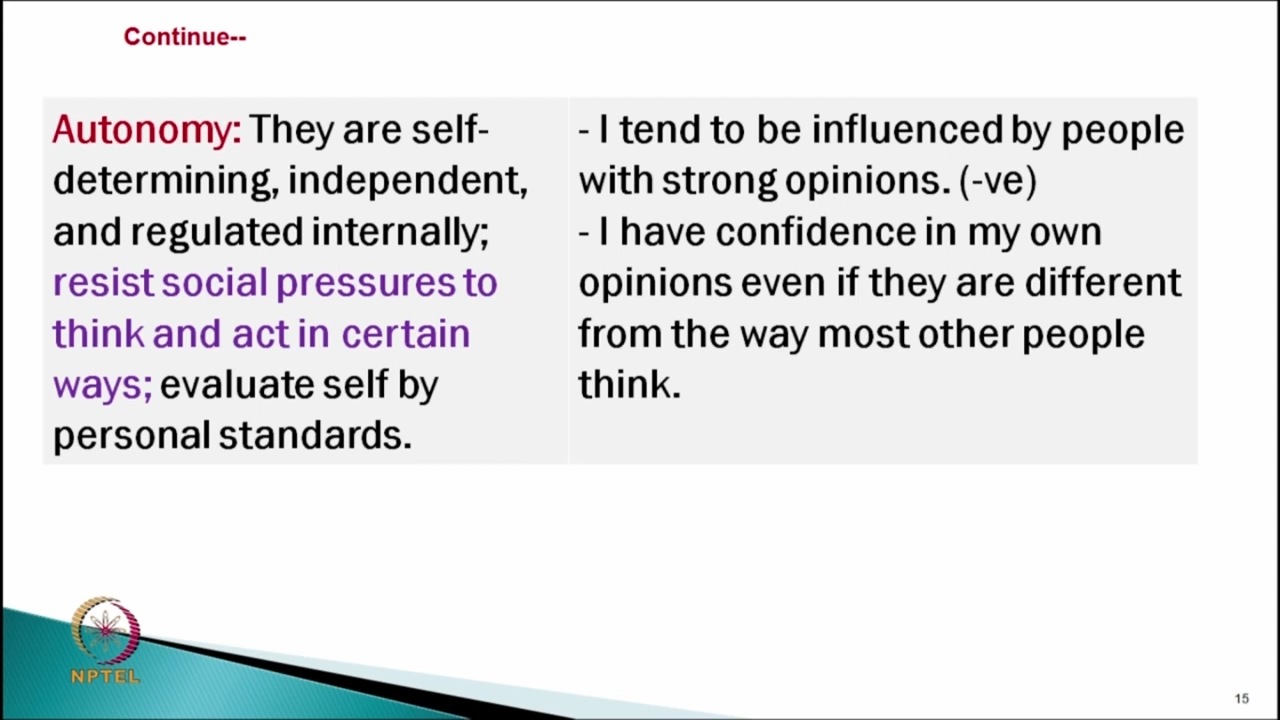 Continue--
Autonomy: They are self-
determining, independent,
and regulated internally;
resist social pressures to
think and act in certain
ways; evaluate self by
personal standards.
- I tend to be influenced by people
with strong opinions. (-ve)
- I have confidence in my own
opinions even if they are different
from the way most other people
think.
NPTEL
15